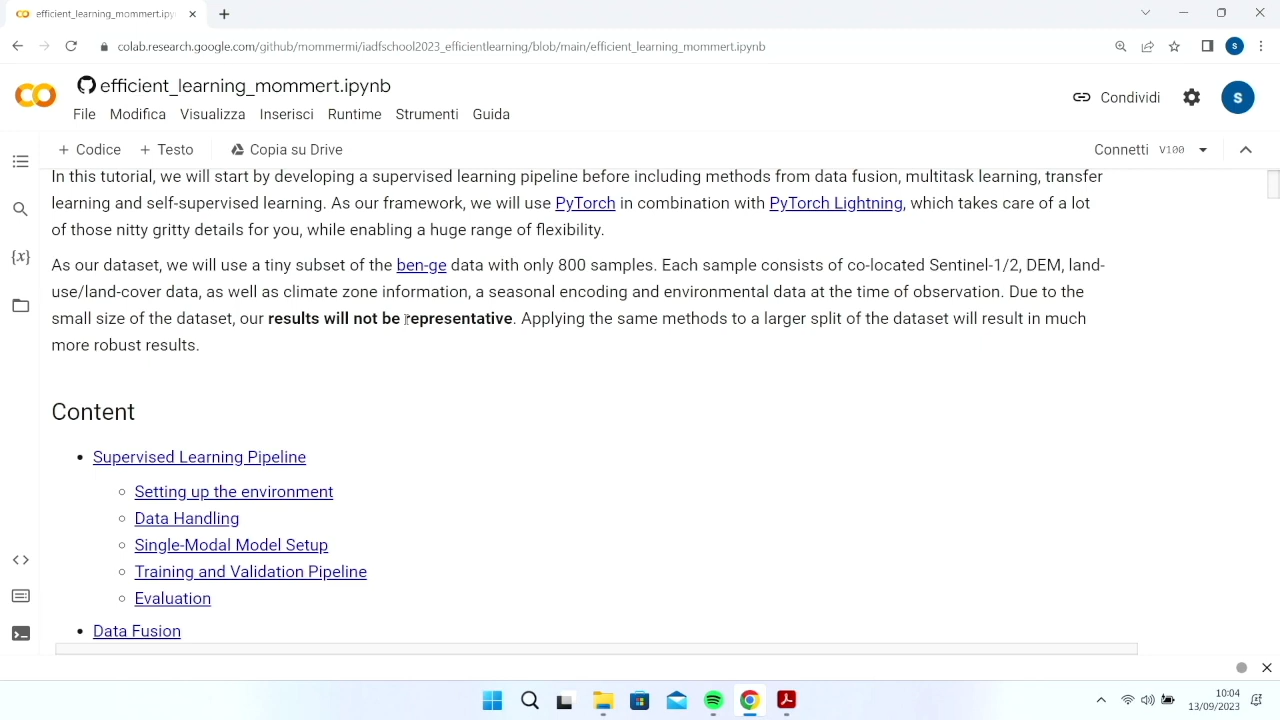 efficient_learning_mommert.ipy
colab.research.google.com/github/mommermi/iadfschool2023_efficientlearning/blob/main/efficient_learning_mommert.ipynb
S
efficient_learning_mommert.ipynb
Condividi
S
File Modifica Visualizza Inserisci Runtime Strumenti Guida
+ Codice + Testo Copia su Drive Connetti V100
In this tutorial, we will start by developing a supervised learning pipeline before including methods from data fusion, multitask learning, transfer
learning and self-supervised learning. As our framework, we will use PyTorch in combination with PyTorch Lightning, which takes care of a lot
of those nitty gritty details for you, while enabling a huge range of flexibility.
{x}
As our dataset, we will use a tiny subset of the ben-ge data with only 800 samples. Each sample consists of co-located Sentinel-1/2, DEM, land-
use/land-cover data, as well as climate zone information, a seasonal encoding and environmental data at the time of observation. Due to the
small size of the dataset, our results will not be representative. Applying the same methods to a larger split of the dataset will result in much
more robust results.
Content
• Supervised Learning Pipeline
○ Setting up the environment
○ Data Handling
○ Single-Modal Model Setup
○ Training and Validation Pipeline
○ Evaluation
• Data Fusion
10:04
13/09/2023